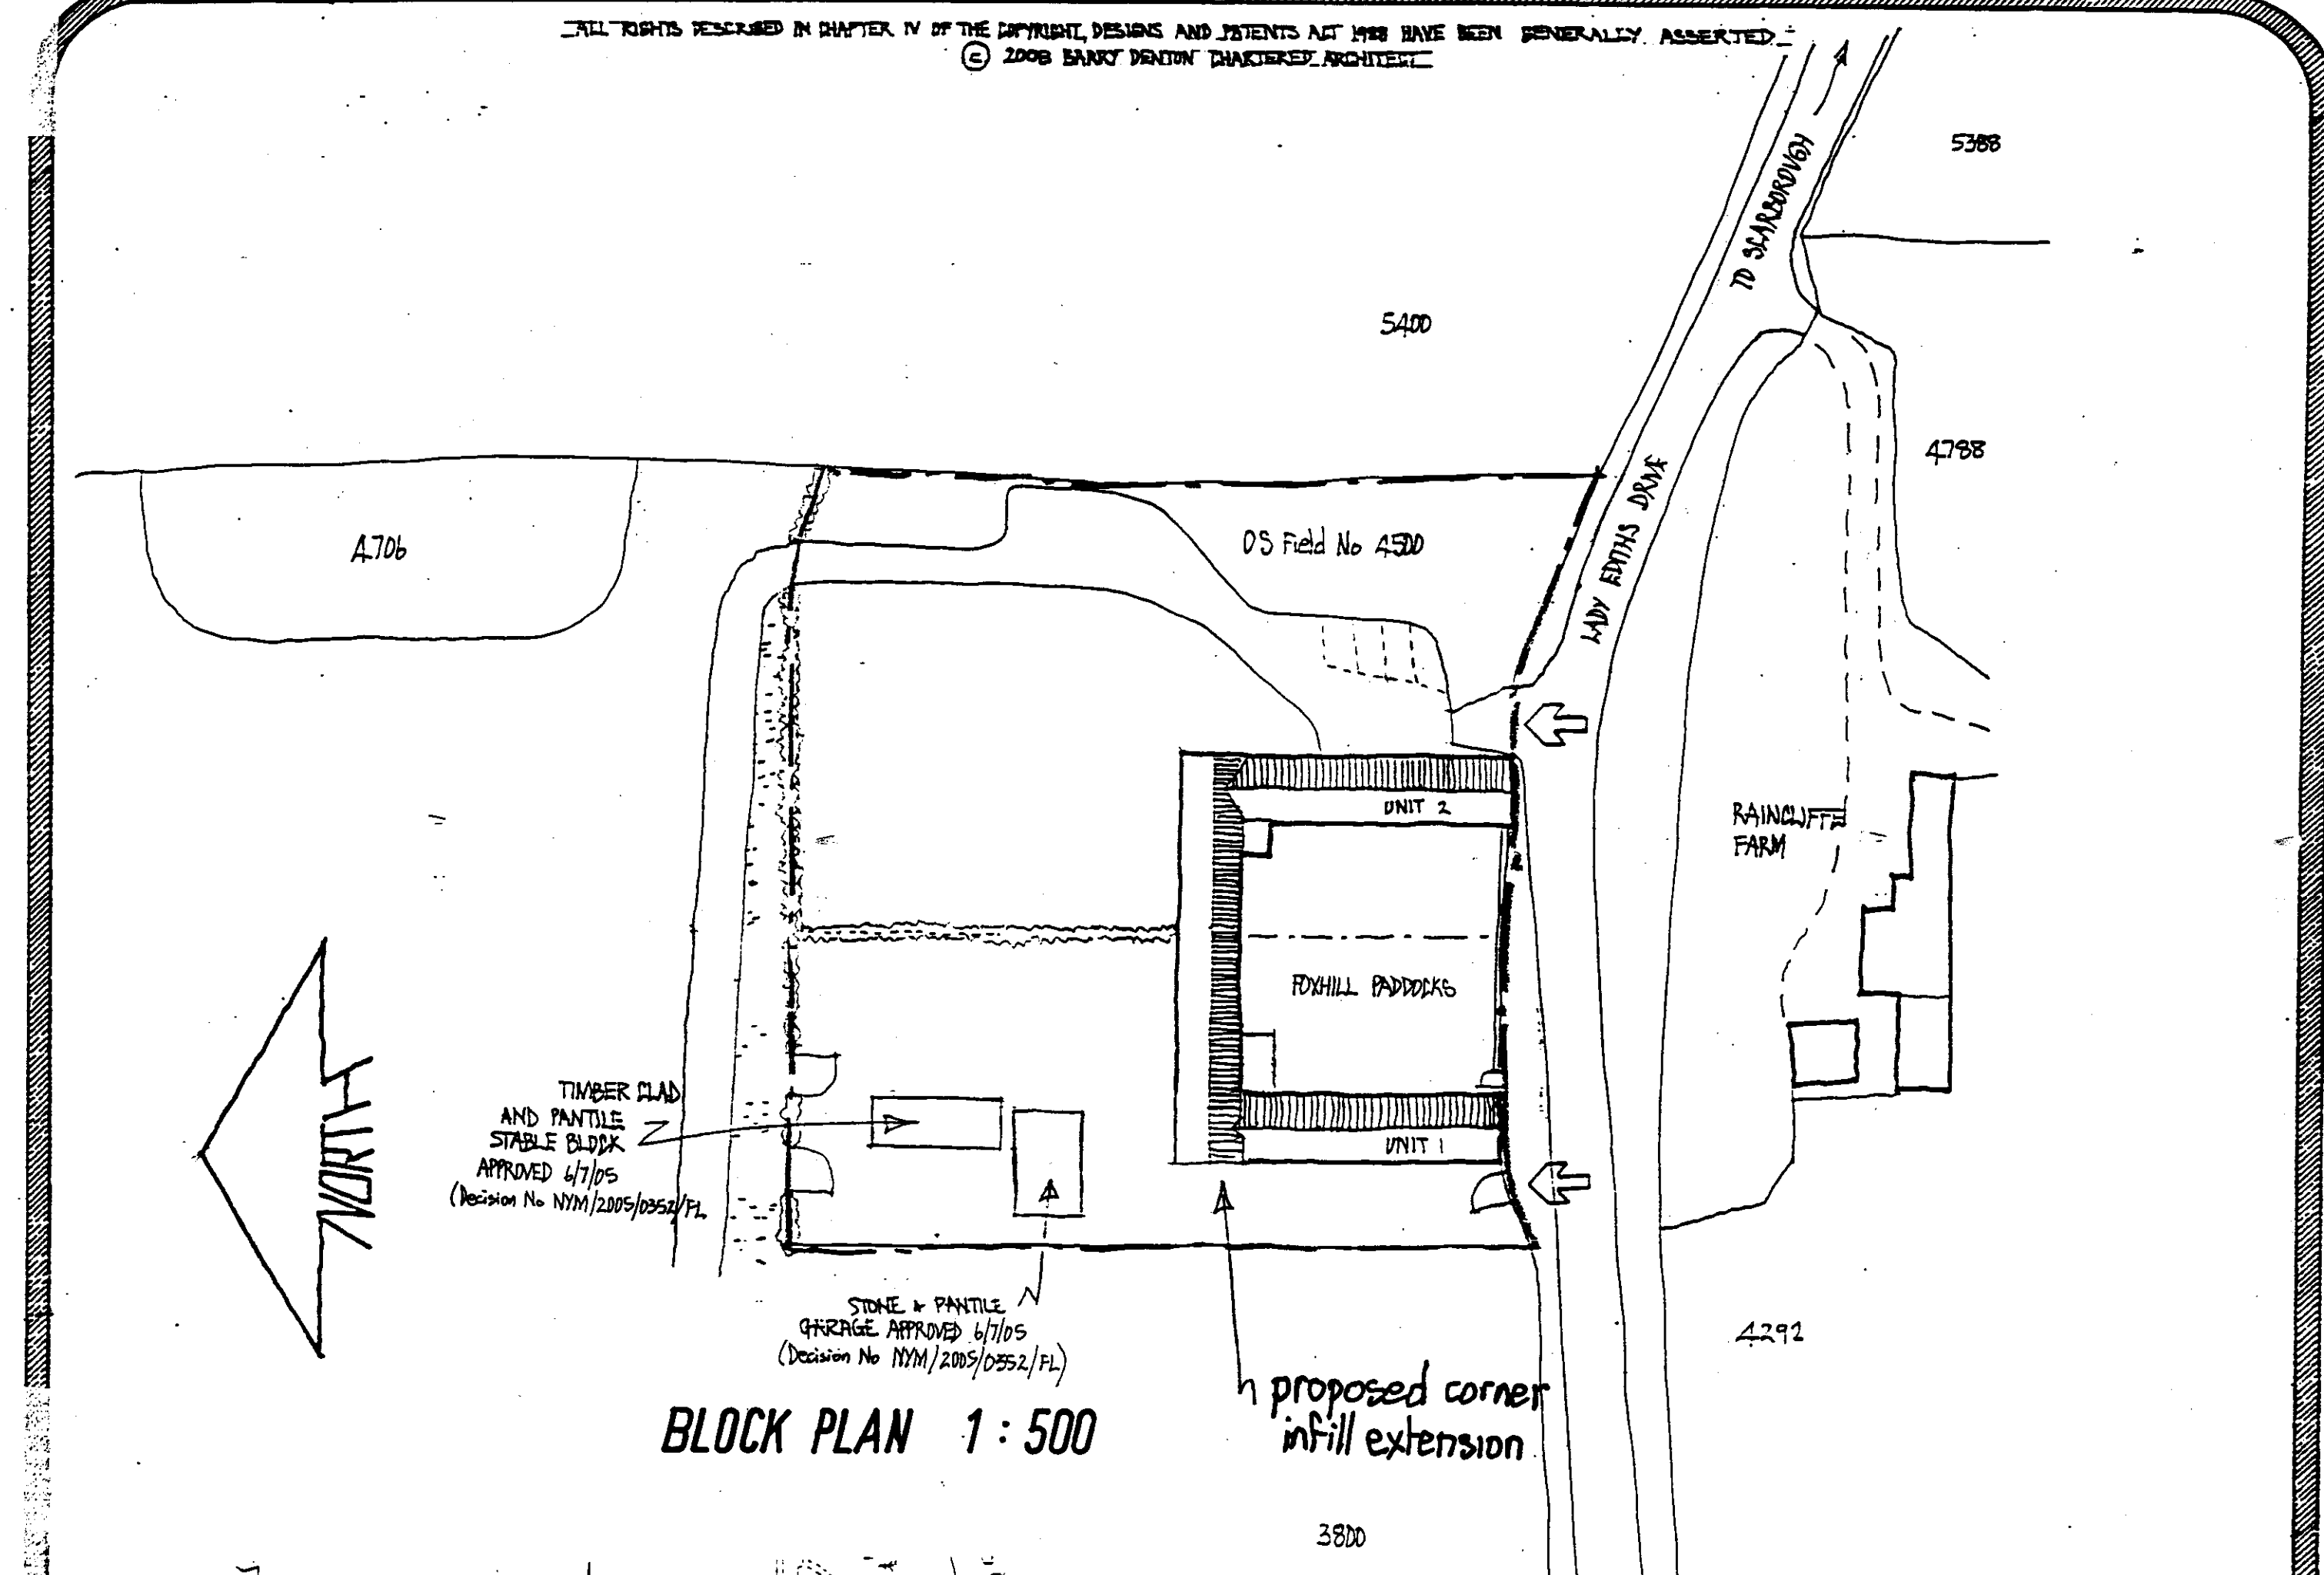 ALL RIGHTS DESCRIBED IN CHAPTER IV OF THE COPYRIGHT, DESIGNS AND PATENTS ACT 1988 HAVE BEEN GENERALLY ASSERTED
© 2008 BARRY DENTON CHARTERED ARCHITECT
5388
TO SCARBOROUGH
5400
4788
LADY EDITHS DRIVE
4706
OS Field No 4500
UNIT 2
RAINCLIFFE
FARM
FOXHILL PADDOCKS
NORTH
TIMBER CLAD
AND PANTILE
STABLE BLOCK
APPROVED 6/7/05
(Decision No NYM/2005/0352/FL
UNIT 1
STONE & PANTILE
GARAGE APPROVED 6/7/05
(Decision No NYM/2005/0352/FL)
4292
proposed corner
infill extension
BLOCK PLAN 1:500
3800